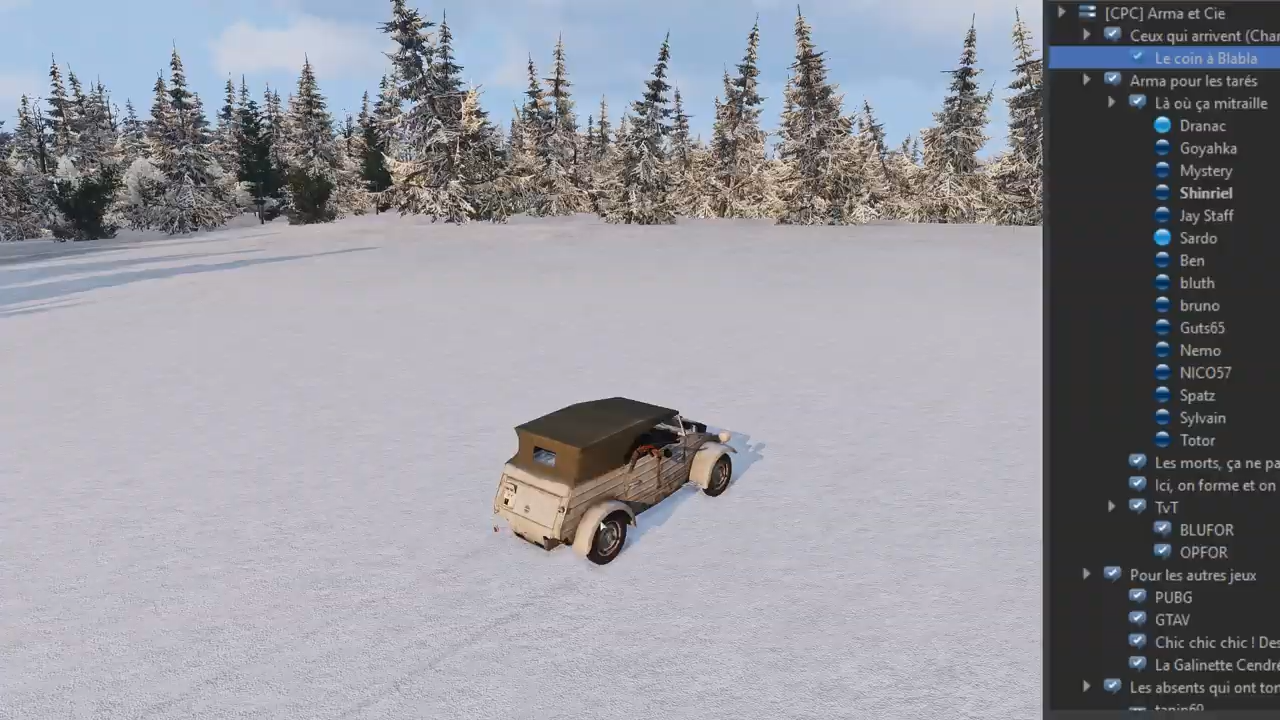 [CPC] Arma et Cie
Ceux qui arrivent (Char
Le coin à Blabla
Arma pour les tarés
Là où ça mitraille
Dranac
Goyahka
Mystery
Shinriel
Jay Staff
Sardo
Ben
bluth
bruno
Guts65
Nemo
NICO57
Spatz
Sylvain
Totor
Les morts, ça ne pa
Ici, on forme et on
TvT
BLUFOR
OPFOR
Pour les autres jeux
PUBG
GTAV
Chic chic chic ! Des
La Galinette Cendré
Les absents qui ont tor